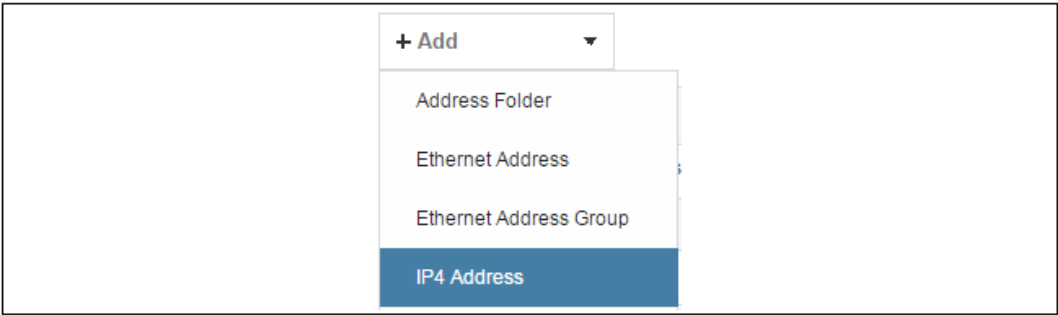 + Add
Address Folder
Ethernet Address
Ethernet Address Group
IP4 Address